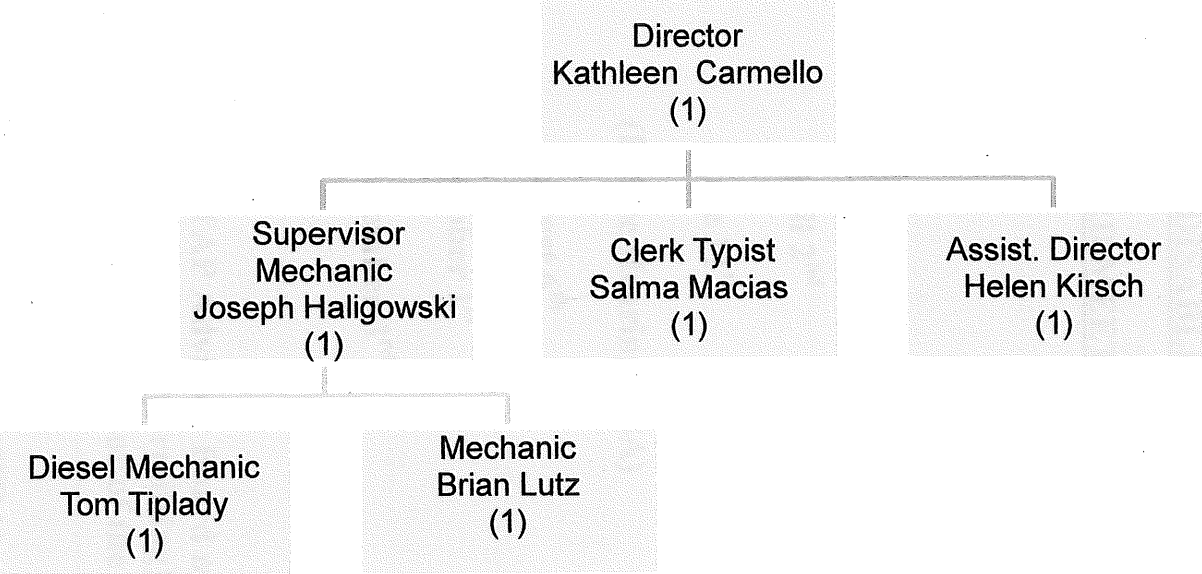 Director
Kathleen Carmello
(1)
Supervisor
Mechanic
Joseph Haligowski
(1)
Clerk Typist
Salma Macias
(1)
Assist. Director
Helen Kirsch
(1)
Diesel Mechanic
Tom Tiplady
(1)
Mechanic
Brian Lutz
(1)